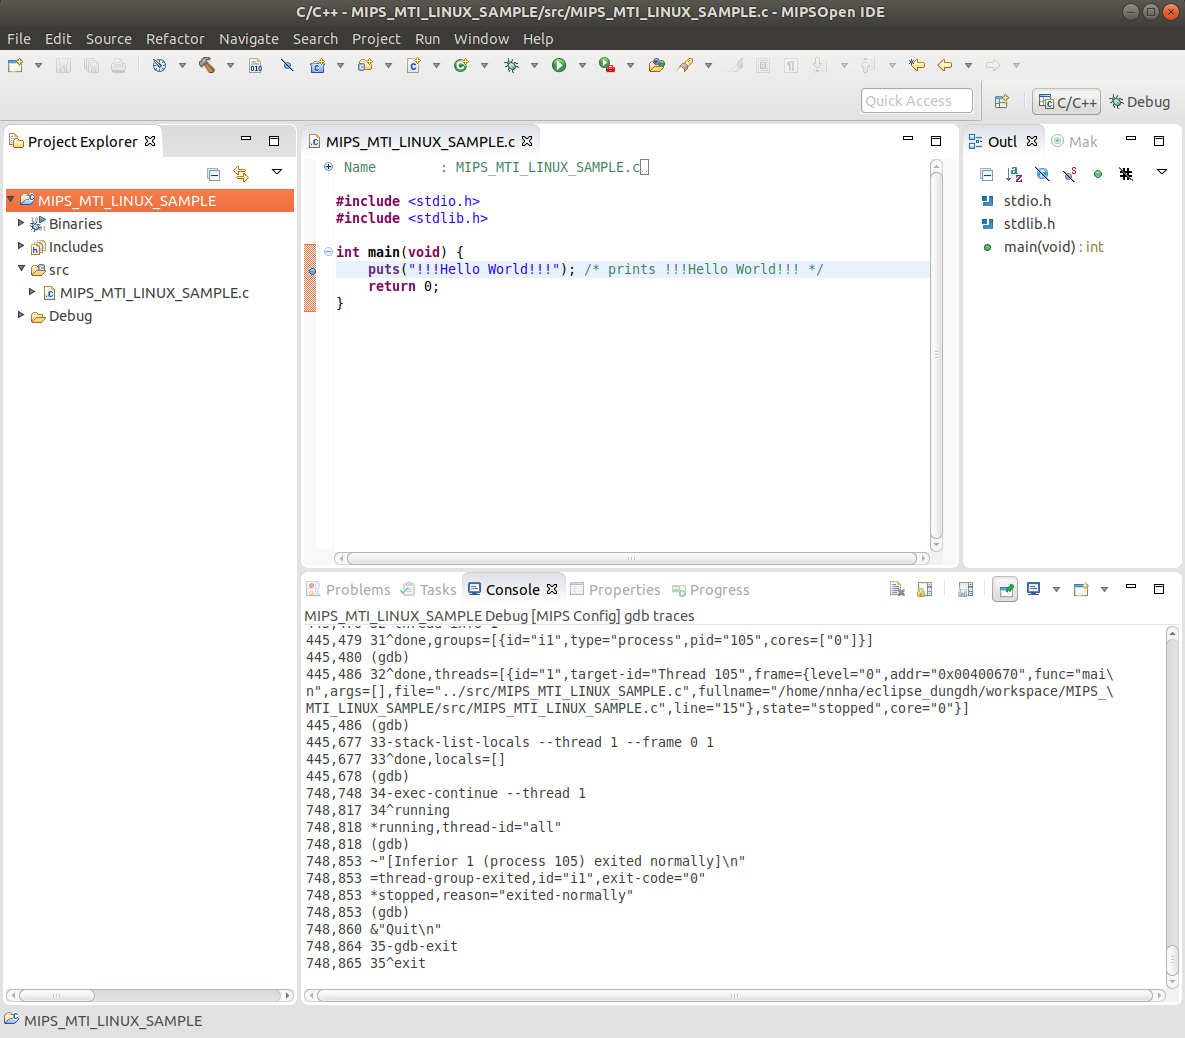 C/C++ - MIPS_MTI_LINUX_SAMPLE/src/MIPS_MTI_LINUX_SAMPLE.c - MIPSOpen IDE
File Edit Source Refactor Navigate Search Project Run Window Help
Quick Access
C/C++
Debug
Project Explorer
MIPS_MTI_LINUX_SAMPLE
Binaries
Includes
src
MIPS_MTI_LINUX_SAMPLE.c
Debug
MIPS_MTI_LINUX_SAMPLE.c
Name : MIPS_MTI_LINUX_SAMPLE.c
#include <stdio.h>
#include <stdlib.h>
int main(void) {
puts("!!!Hello World!!!"); /* prints !!!Hello World!!! */
return 0;
}
Outl Mak
stdio.h
stdlib.h
main(void) : int
Problems Tasks Console Properties Progress
MIPS_MTI_LINUX_SAMPLE Debug [MIPS Config] gdb traces
445,479 31^done,groups=[{id="i1",type="process",pid="105",cores=["0"]}]
445,480 (gdb)
445,486 32^done,threads=[{id="1",target-id="Thread 105",frame={level="0",addr="0x00400670",func="mai\
n",args=[],file="../src/MIPS_MTI_LINUX_SAMPLE.c",fullname="/home/nnha/eclipse_dungdh/workspace/MIPS_\
MTI_LINUX_SAMPLE/src/MIPS_MTI_LINUX_SAMPLE.c",line="15"},state="stopped",core="0"}]
445,486 (gdb)
445,677 33-stack-list-locals --thread 1 --frame 0 1
445,677 33^done,locals=[]
445,678 (gdb)
748,748 34-exec-continue --thread 1
748,817 34^running
748,818 *running,thread-id="all"
748,818 (gdb)
748,853 ~"[Inferior 1 (process 105) exited normally]\n"
748,853 =thread-group-exited,id="i1",exit-code="0"
748,853 *stopped,reason="exited-normally"
748,853 (gdb)
748,860 &"Quit\n"
748,864 35-gdb-exit
748,865 35^exit
MIPS_MTI_LINUX_SAMPLE